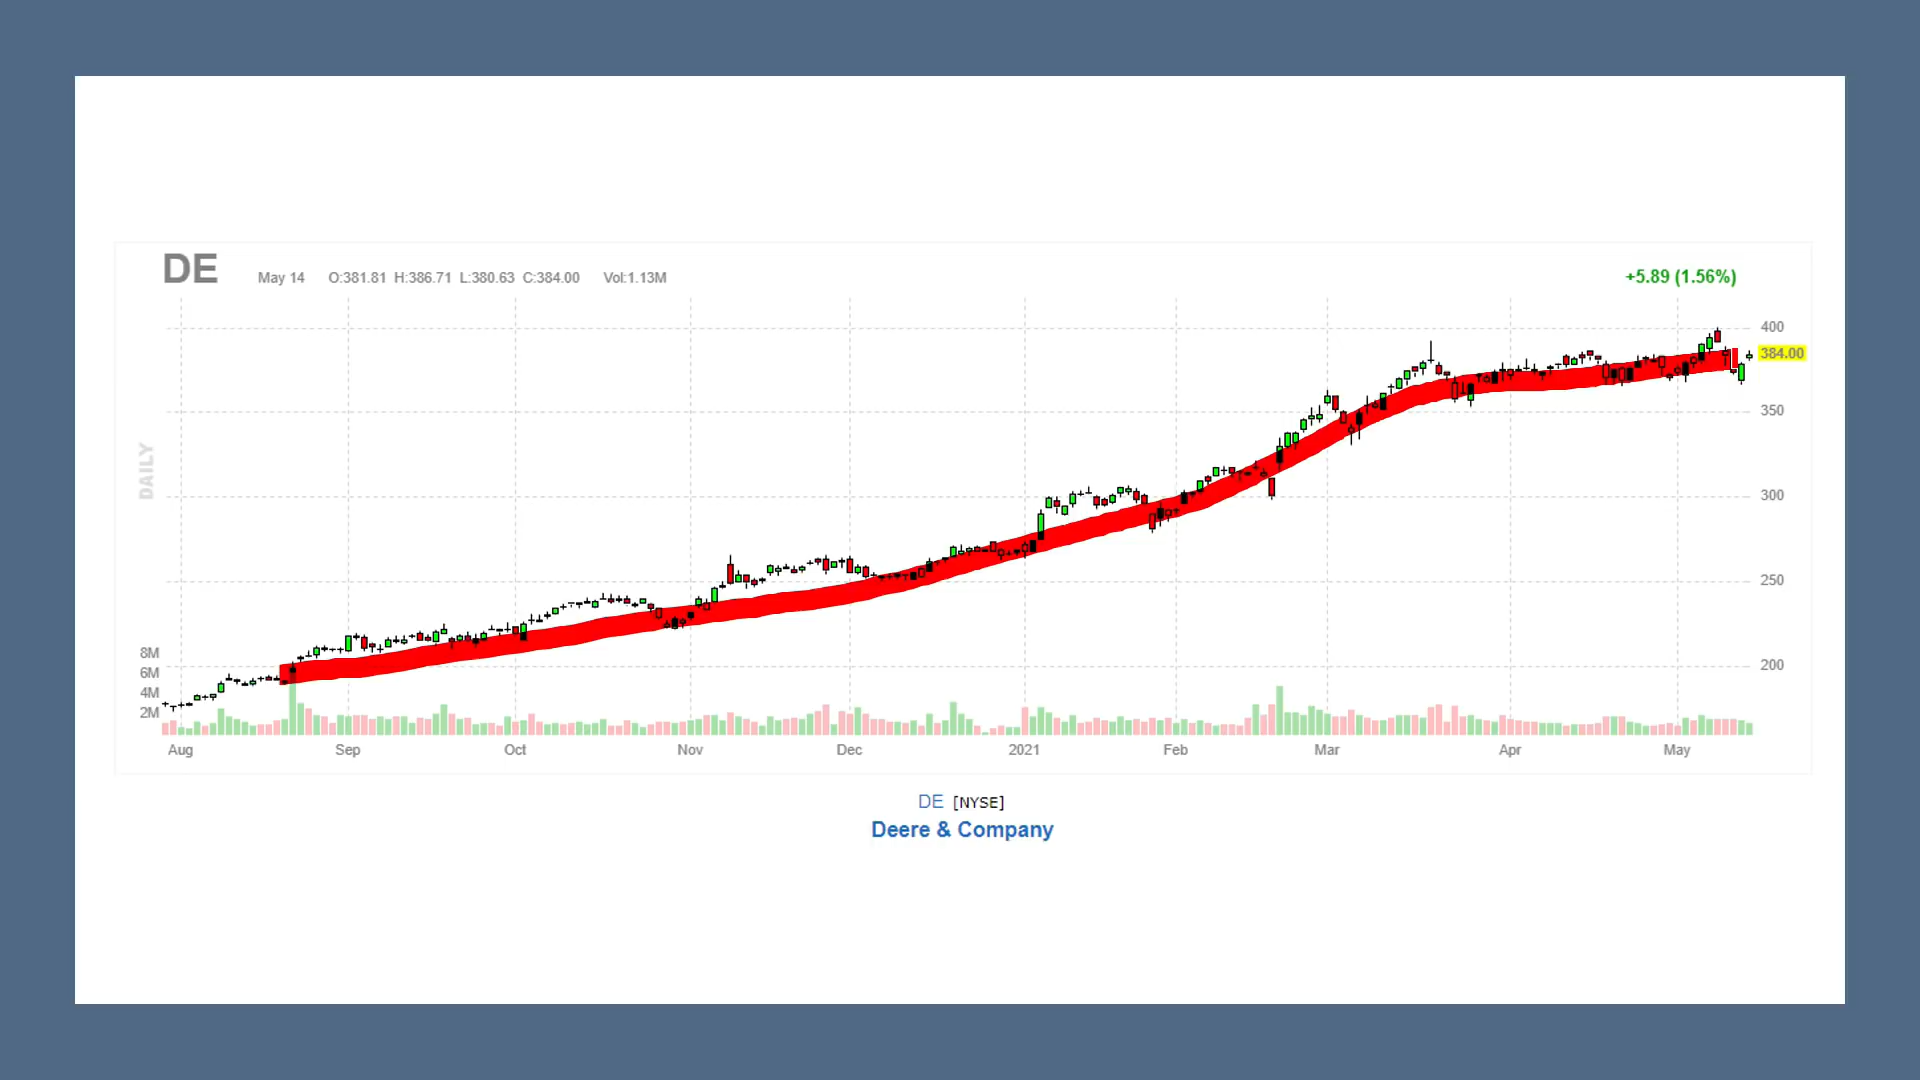 DE May 14 O:381.81 H:386.71 L:380.63 C:384.00 Vol:1.13M +5.89 (1.56%)
400
384.00
350
DAILY
300
250
8M
200
6M
4M
2M
Aug Sep Oct Nov Dec 2021 Feb Mar Apr May
DE [NYSE]
Deere & Company